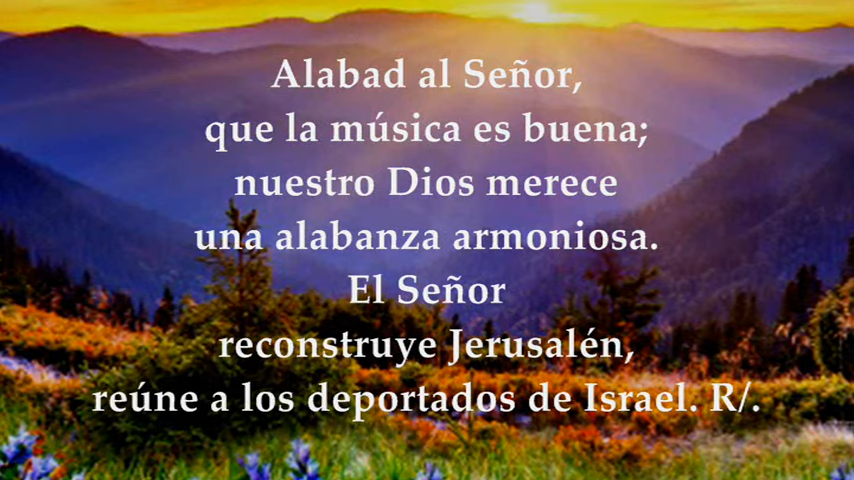 Alabad al Señor,
que la música es buena;
nuestro Dios merece
una alabanza armoniosa.
El Señor
reconstruye Jerusalén,
reúne a los deportados de Israel. R/.